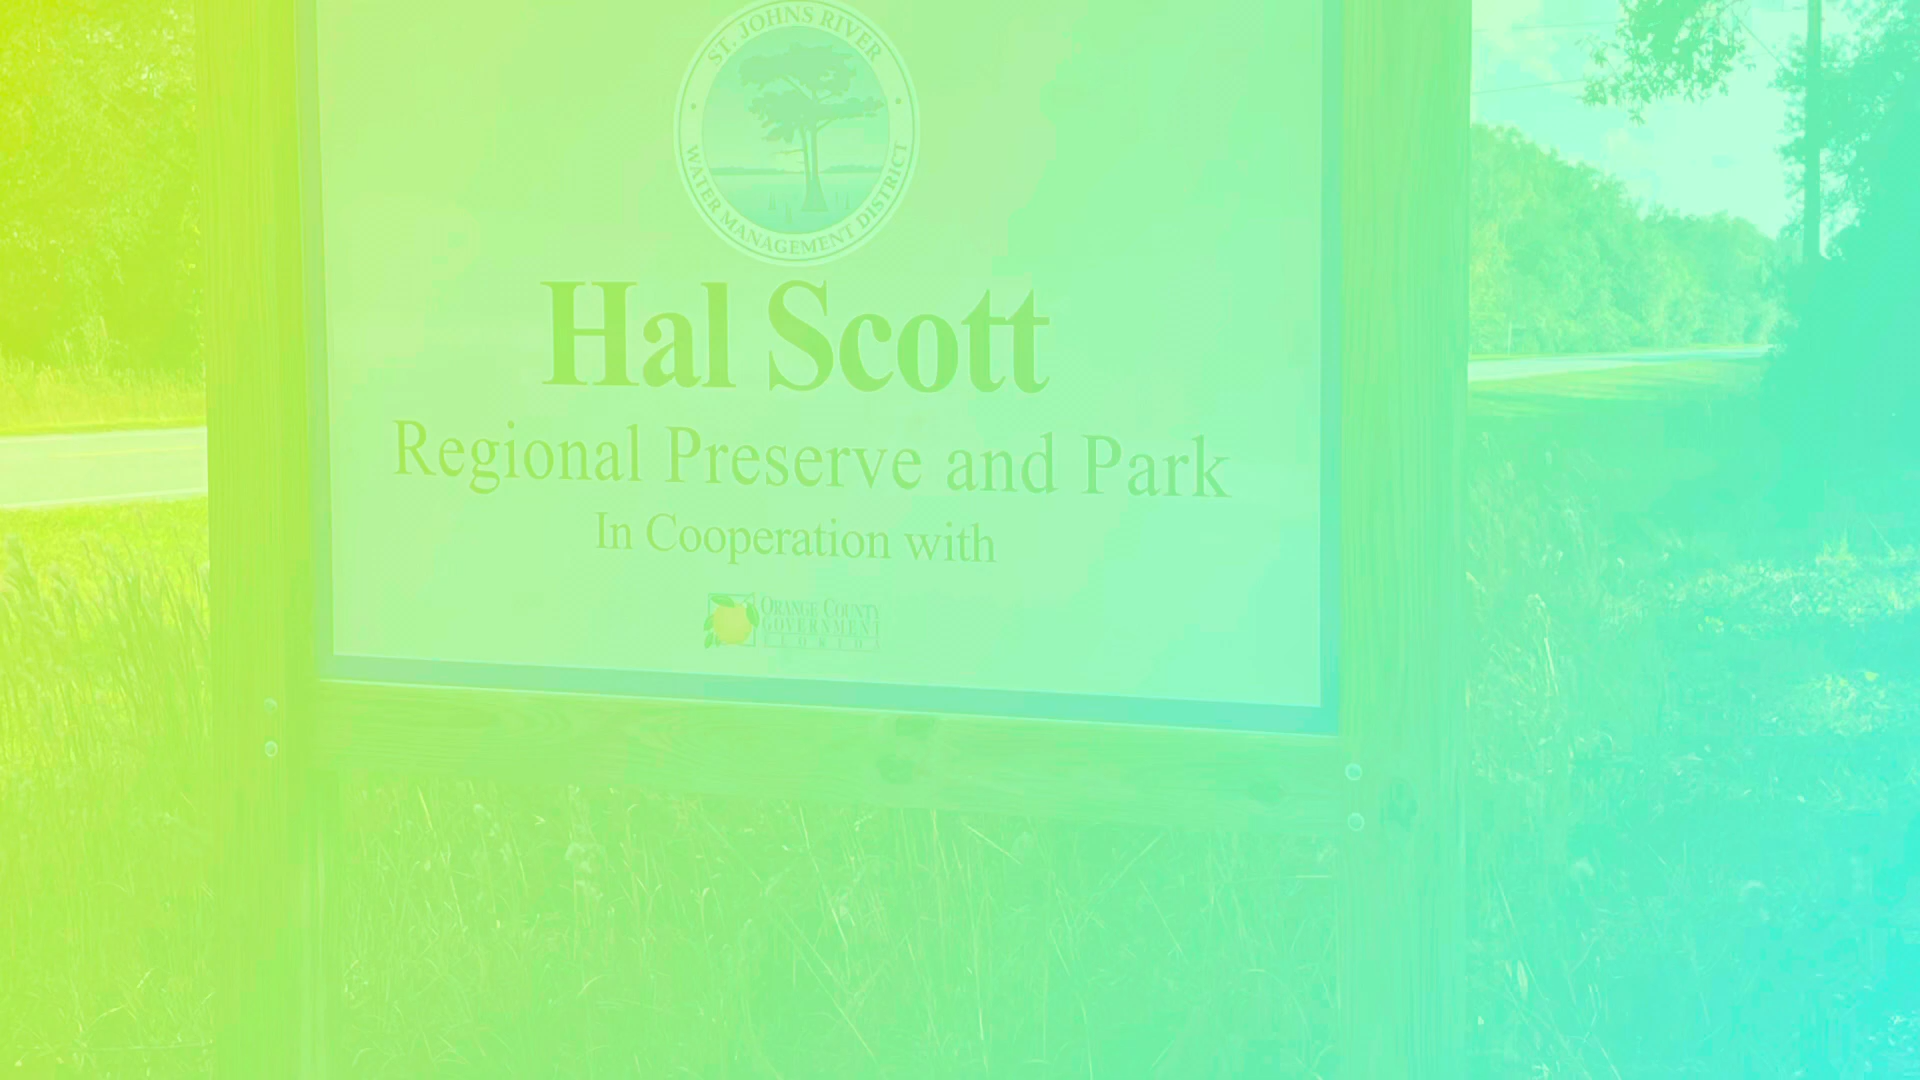 ST. JOHNS RIVER
WATER MANAGEMENT DISTRICT
Hal Scott
Regional Preserve and Park
In Cooperation with
ORANGE COUNTY
GOVERNMENT